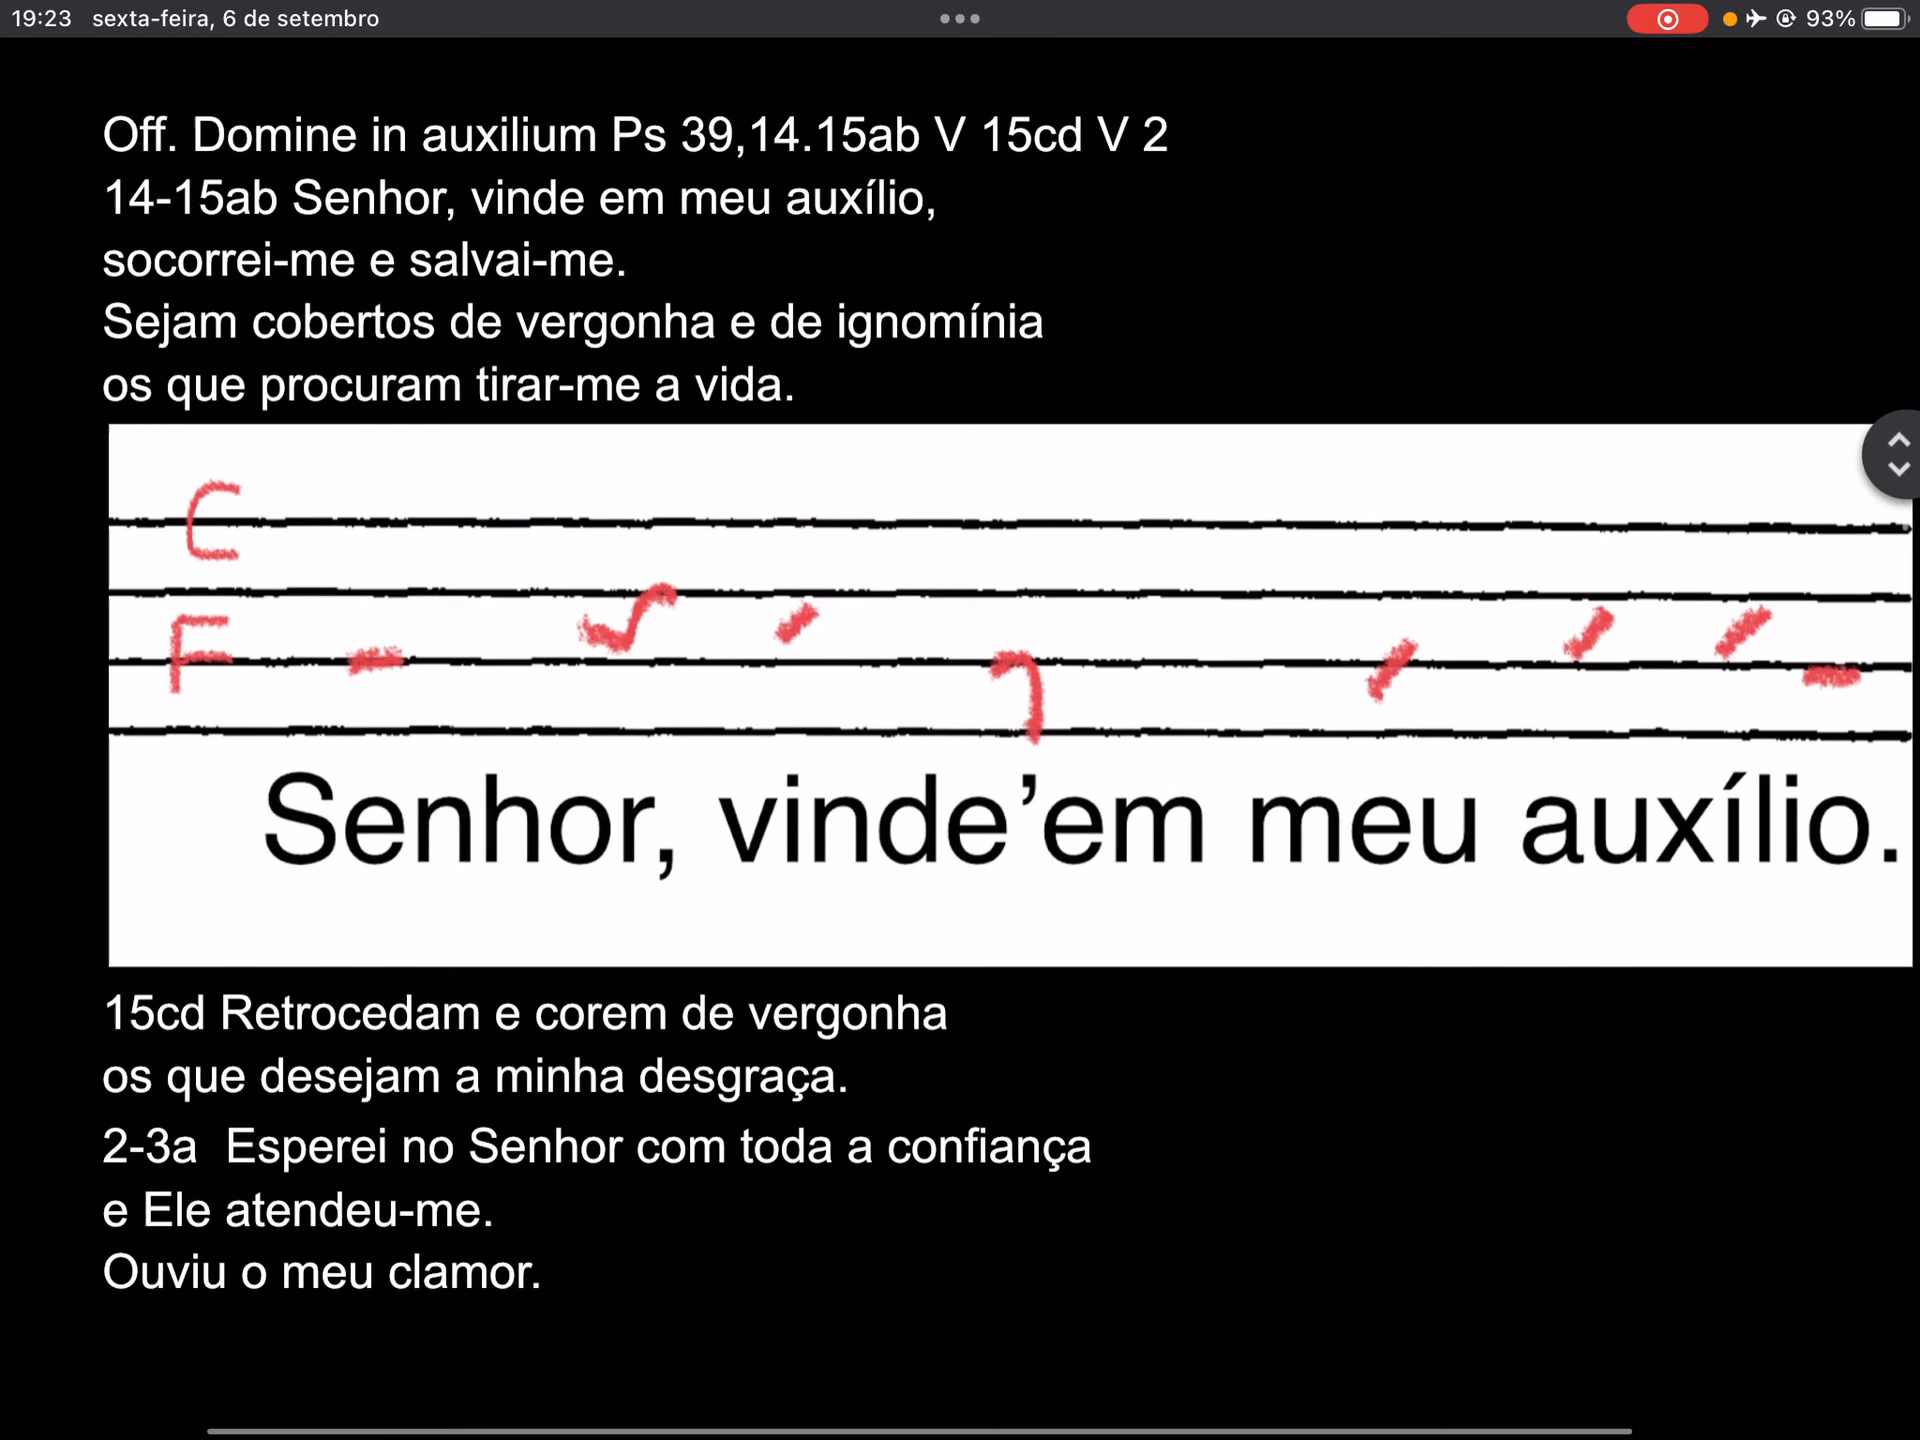 19:23 sexta-feira, 6 de setembro 93%
Off. Domine in auxilium Ps 39,14.15ab V 15cd V 2
14-15ab Senhor, vinde em meu auxílio,
socorrei-me e salvai-me.
Sejam cobertos de vergonha e de ignomínia
os que procuram tirar-me a vida.
C
F
Senhor, vinde’em meu auxílio.
15cd Retrocedam e corem de vergonha
os que desejam a minha desgraça.
2-3a Esperei no Senhor com toda a confiança
e Ele atendeu-me.
Ouviu o meu clamor.